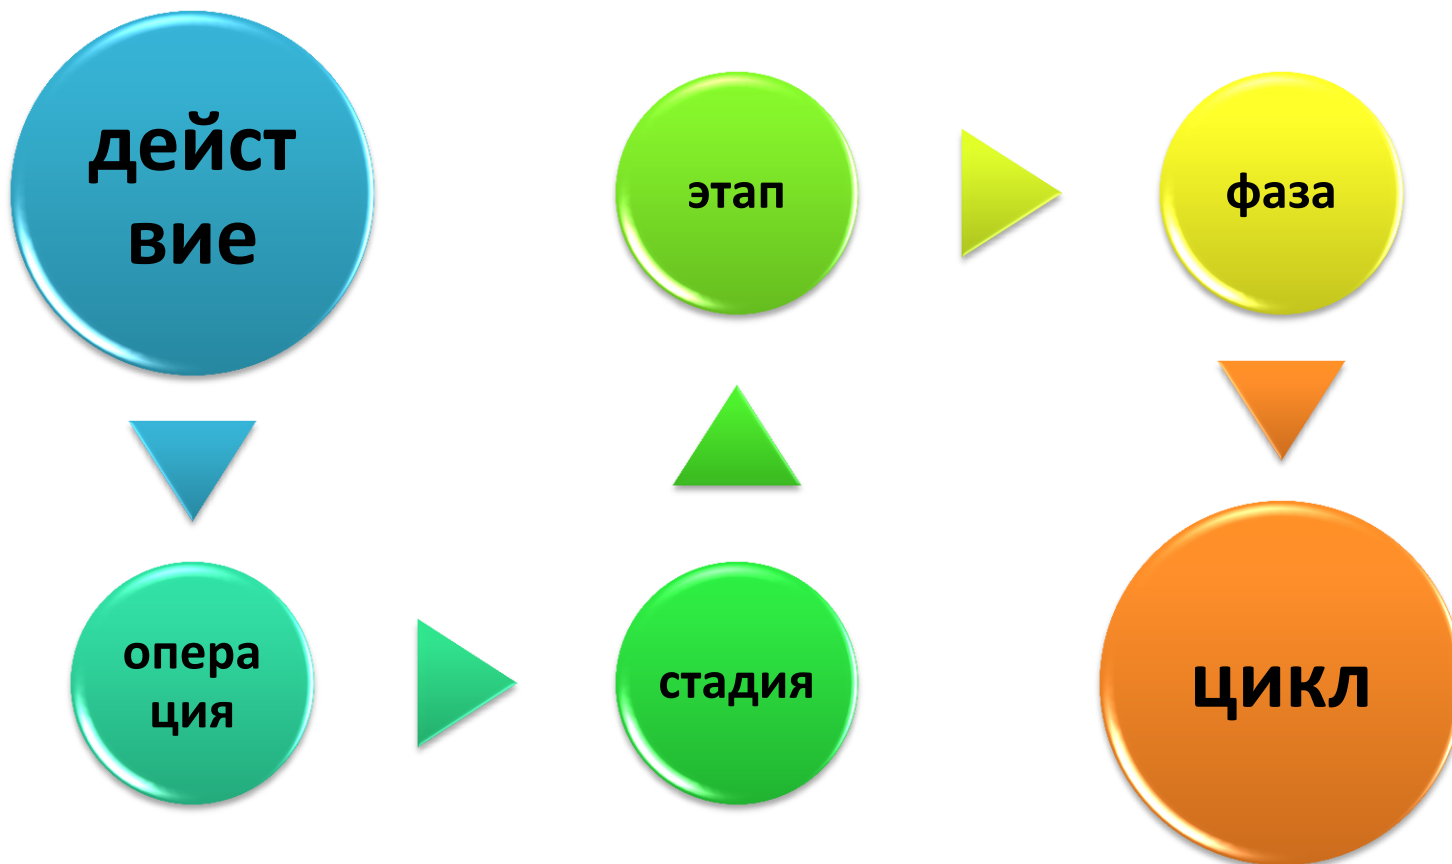 дейст
вие
опера
ция
стадия
этап
фаза
цикл